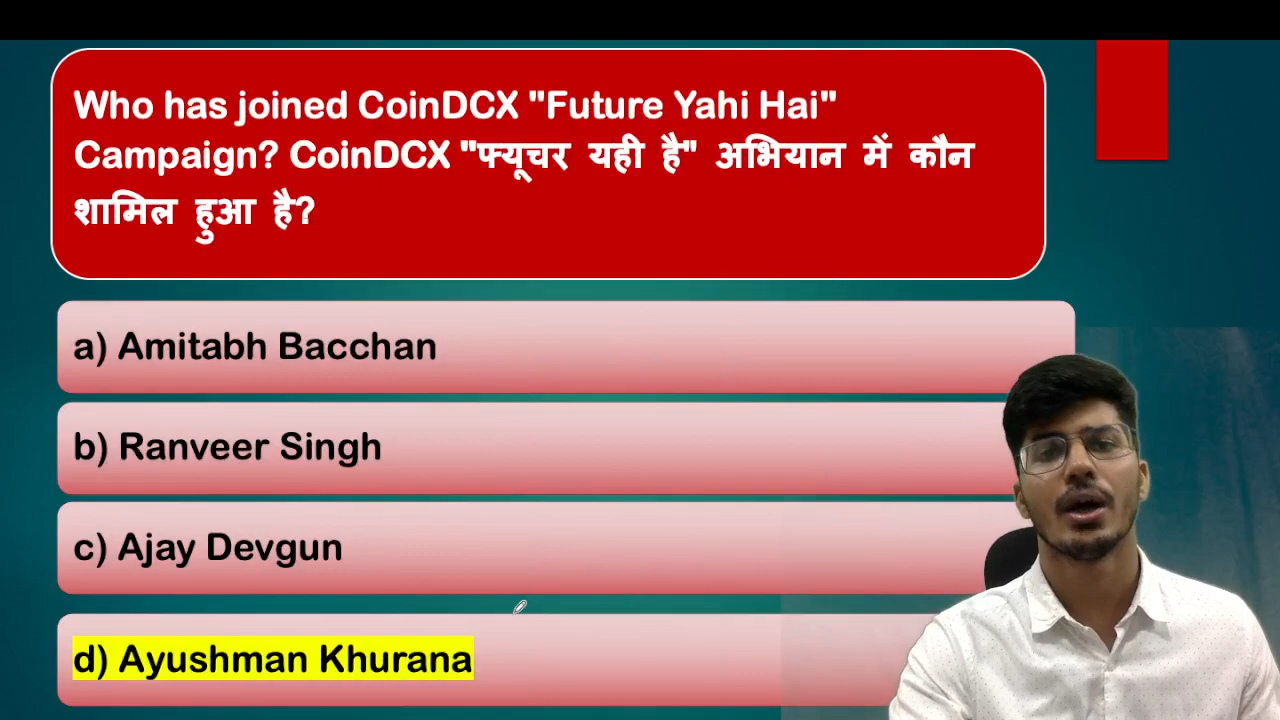 Who has joined CoinDCX "Future Yahi Hai"
Campaign? CoinDCX "फ्यूचर यही है" अभियान में कौन
शामिल हुआ है?
a) Amitabh Bacchan
b) Ranveer Singh
c) Ajay Devgun
d) Ayushman Khurana